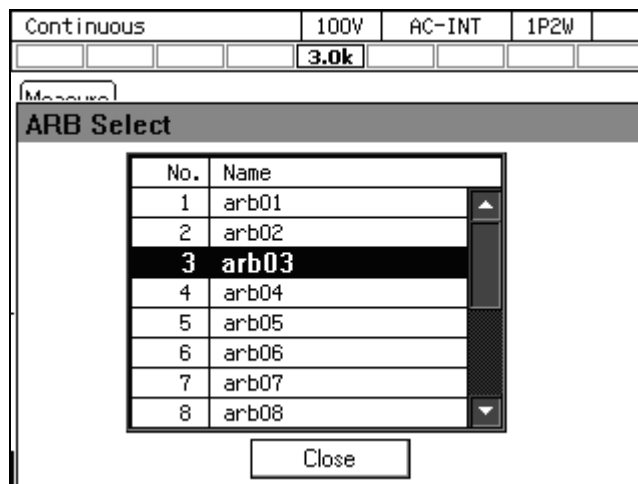 Continuous 100V AC-INT 1P2W
3.0k
Measure
ARB Select
No. Name
1 arb01
2 arb02
3 arb03
4 arb04
5 arb05
6 arb06
7 arb07
8 arb08
Close